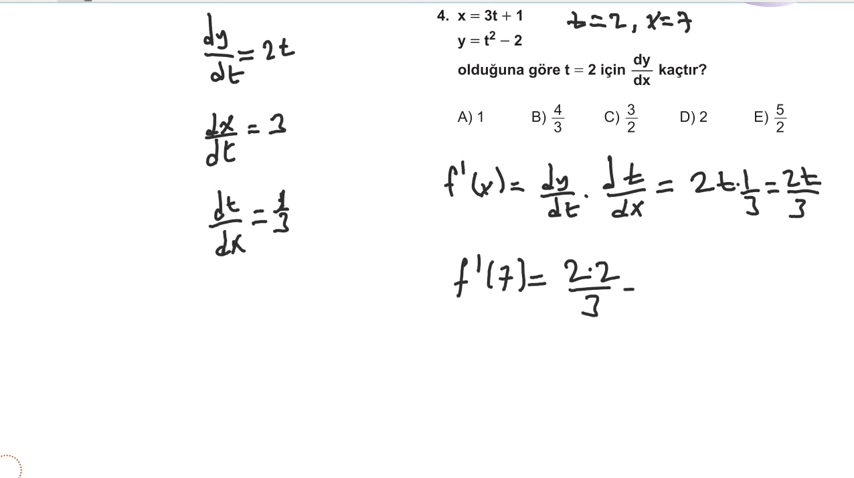 4. x = 3t + 1
y = t² – 2
t=2, x=7
olduğuna göre t = 2 için dy/dx kaçtır?
A) 1 B) 4/3 C) 3/2 D) 2 E) 5/2
dy/dt = 2t
dx/dt = 3
dt/dx = 1/3
f'(x) = dy/dt · dt/dx = 2t · 1/3 = 2t/3
f'(7) = 2·2/3 =